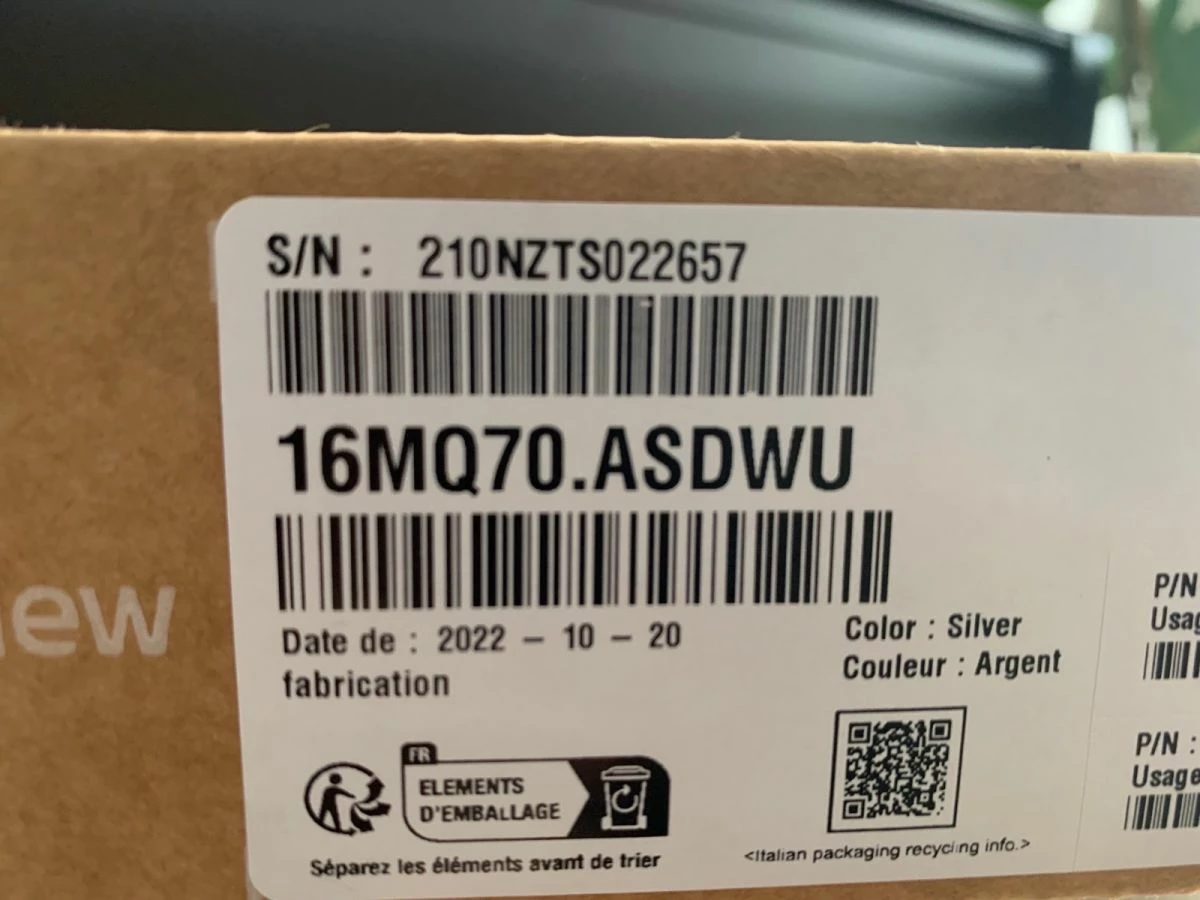 S/N : 210NZTS022657
16MQ70.ASDWU
Date de : 2022 - 10 - 20
fabrication
Color : Silver
Couleur : Argent
P/N
Usag
P/N :
Usage
ew
FR
ELEMENTS
D'EMBALLAGE
Séparez les éléments avant de trier
<Italian packaging recycling info.>